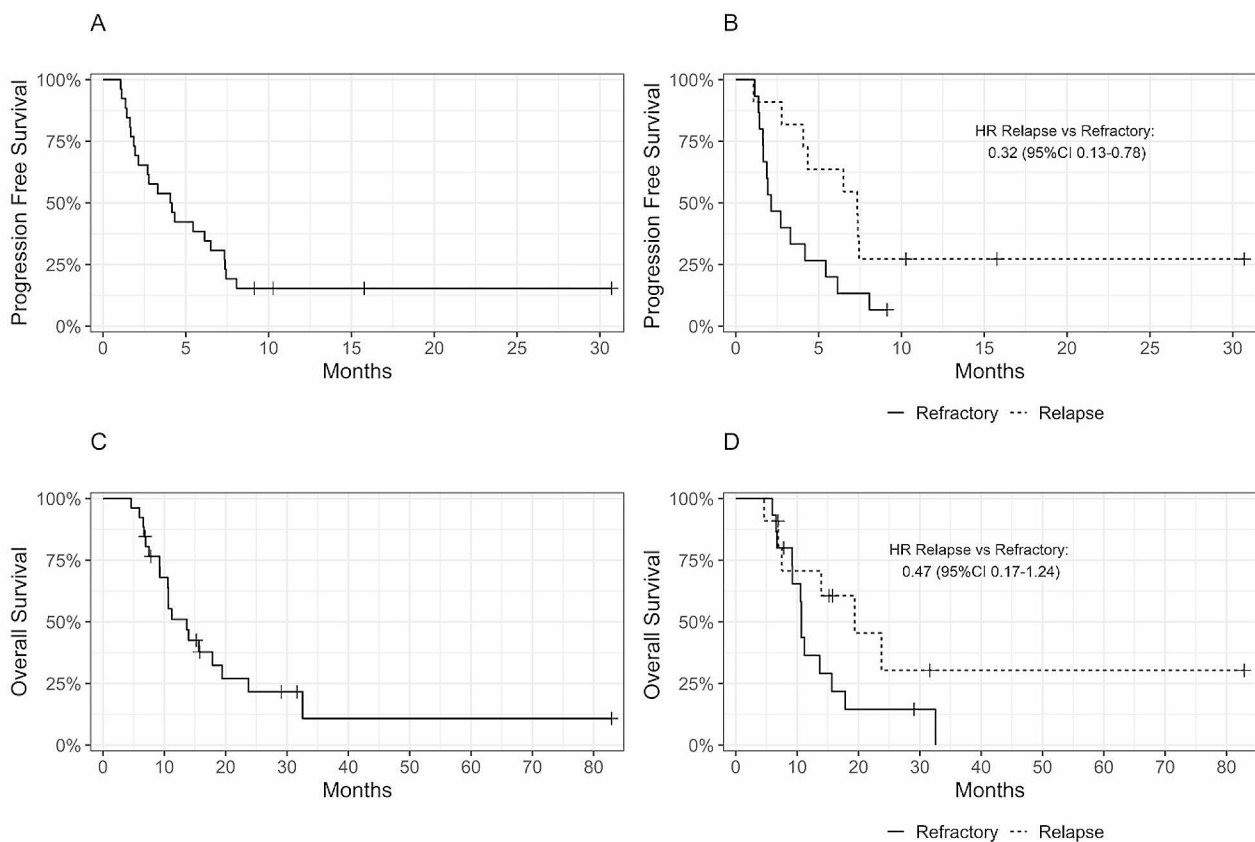 A
100%
75%
50%
25%
0%
Progression Free Survival
0 5 10 15 20 25 30
Months
B
100%
75%
50%
25%
0%
Progression Free Survival
HR Relapse vs Refractory:
0.32 (95%CI 0.13-0.78)
0 5 10 15 20 25 30
Months
Refractory Relapse
C
100%
75%
50%
25%
0%
Overall Survival
0 10 20 30 40 50 60 70 80
Months
D
100%
75%
50%
25%
0%
Overall Survival
HR Relapse vs Refractory:
0.47 (95%CI 0.17-1.24)
0 10 20 30 40 50 60 70 80
Months
Refractory Relapse